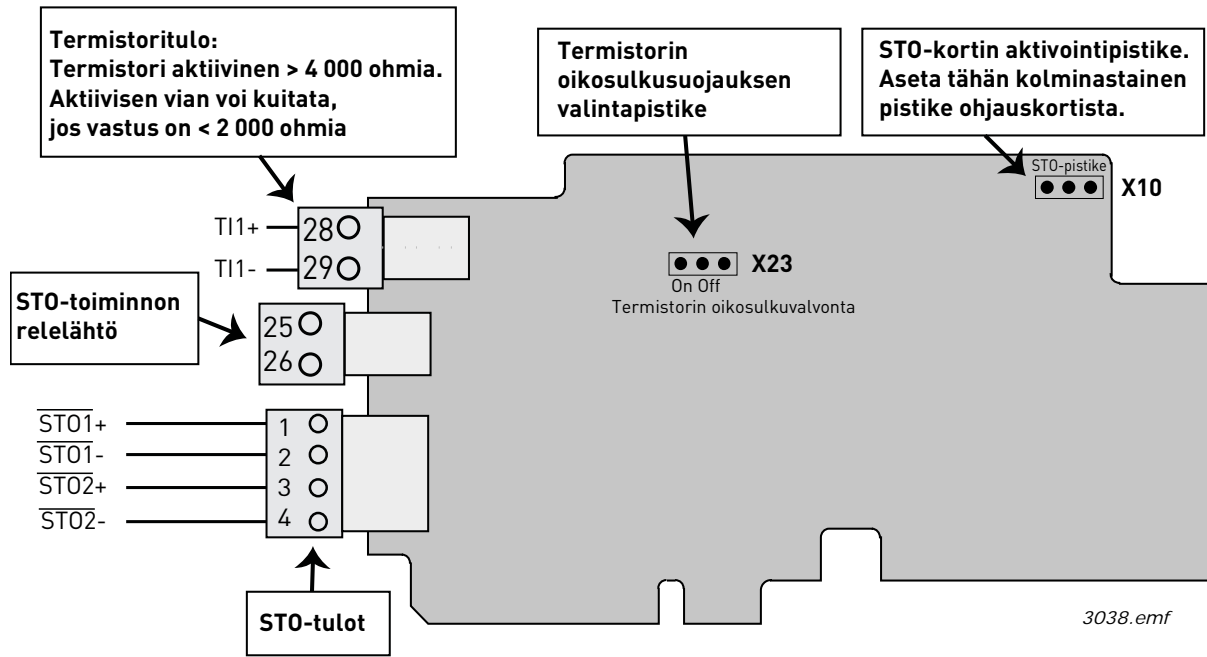 Termistoritulo:
Termistori aktiivinen > 4 000 ohmia.
Aktiivisen vian voi kuitata,
jos vastus on < 2 000 ohmia
Termistorin
oikosulkusuojauksen
valintapistike
STO-kortin aktivointipistike.
Aseta tähän kolminastainen
pistike ohjauskortista.
STO-pistike
X10
TI1+
28
TI1-
29
X23
On Off
Termistorin oikosulkuvalvonta
STO-toiminnon
relelähtö
25
26
STO1+
1
STO1-
2
STO2+
3
STO2-
4
STO-tulot
3038.emf